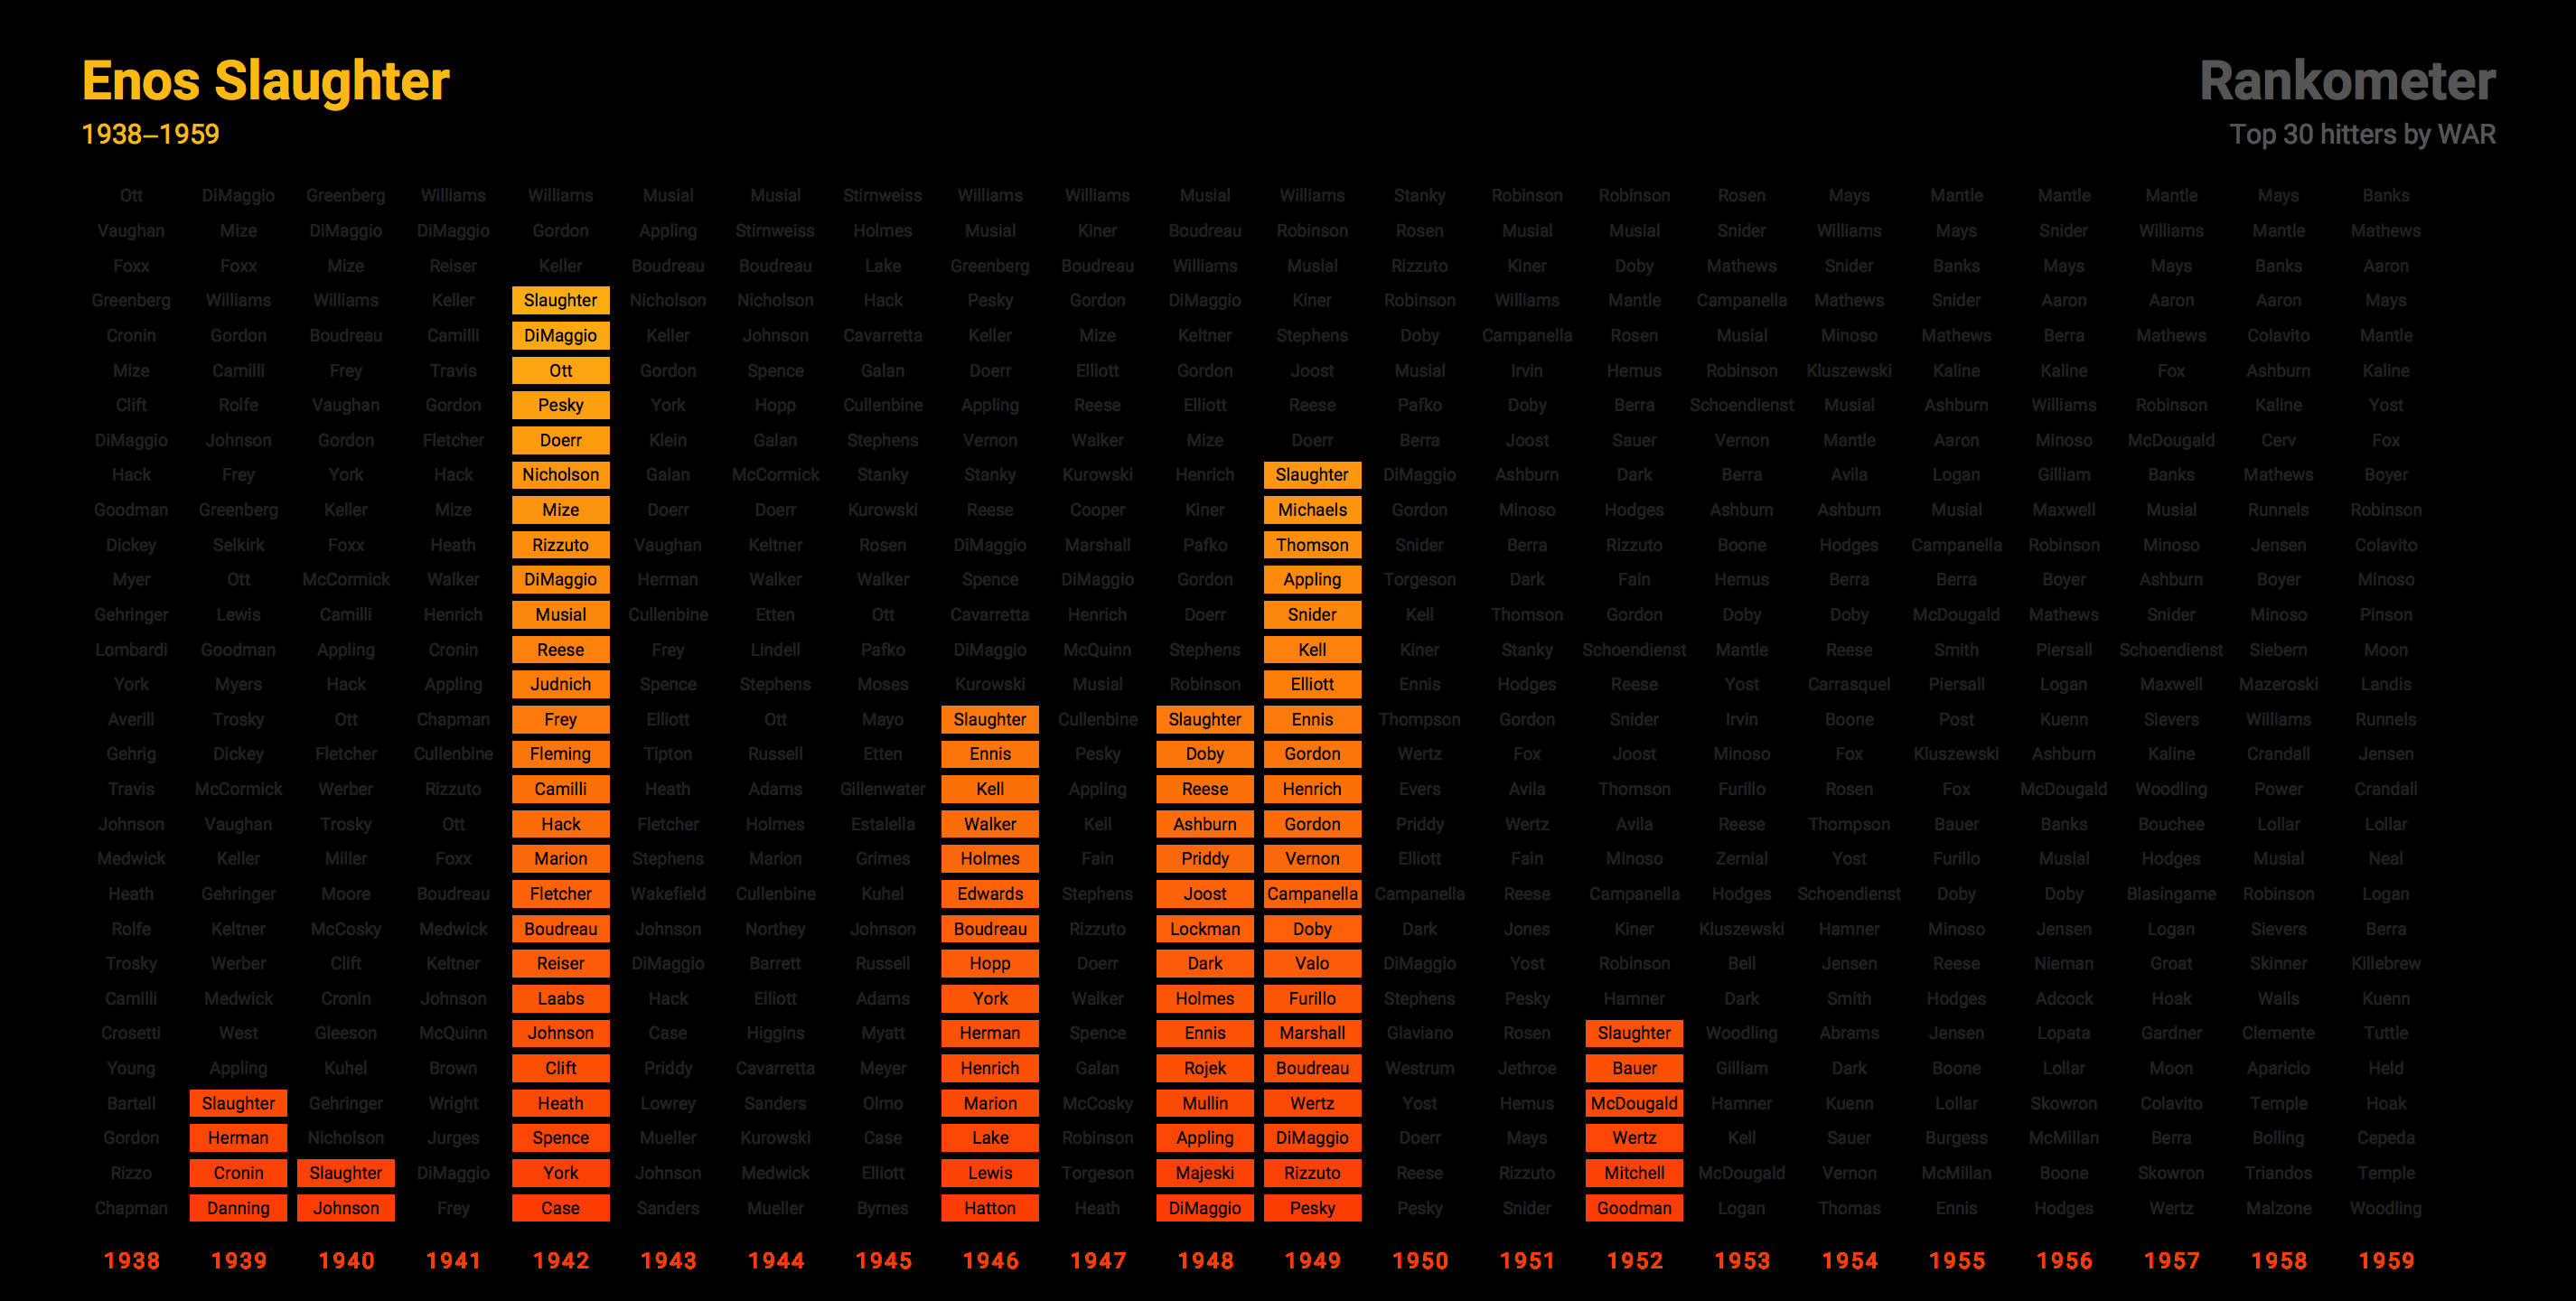 Enos Slaughter
1938–1959
Rankometer
Top 30 hitters by WAR
Ott DiMaggio Greenberg Williams Williams Musial Musial Stirnweiss Williams Williams Musial Williams Stanky Robinson Robinson Rosen Mays Mantle Mantle Mantle Mays Banks
Vaughan Mize DiMaggio DiMaggio Gordon Appling Stirnweiss Holmes Musial Kiner Boudreau Robinson Rosen Musial Musial Snider Williams Mays Snider Williams Mantle Mathews
Foxx Foxx Mize Reiser Keller Boudreau Boudreau Lake Greenberg Boudreau Williams Musial Rizzuto Kiner Doby Mathews Snider Banks Mays Mays Banks Aaron
Greenberg Williams Williams Keller Slaughter Nicholson Nicholson Hack Pesky Gordon DiMaggio Kiner Robinson Williams Mantle Campanella Mathews Snider Aaron Aaron Aaron Mays
Cronin Gordon Boudreau Camilli DiMaggio Keller Johnson Cavarretta Keller Mize Keltner Stephens Doby Campanella Rosen Musial Minoso Mathews Berra Mathews Colavito Mantle
Mize Camilli Frey Travis Ott Gordon Spence Galan Doerr Elliott Gordon Joost Musial Irvin Hemus Robinson Kluszewski Kaline Kaline Fox Ashburn Kaline
Clift Rolfe Vaughan Gordon Pesky York Hopp Cullenbine Appling Reese Elliott Reese Pafko Doby Berra Schoendienst Musial Ashburn Williams Robinson Kaline Yost
DiMaggio Johnson Gordon Fletcher Doerr Klein Galan Stephens Vernon Walker Mize Doerr Berra Joost Sauer Vernon Mantle Aaron Minoso McDougald Cerv Fox
Hack Frey York Hack Nicholson Galan McCormick Stanky Stanky Kurowski Henrich Slaughter DiMaggio Ashburn Dark Berra Avila Logan Gilliam Banks Mathews Boyer
Goodman Greenberg Keller Mize Mize Doerr Doerr Kurowski Reese Cooper Kiner Michaels Gordon Minoso Hodges Ashburn Ashburn Musial Maxwell Musial Runnels Robinson
Dickey Selkirk Foxx Heath Rizzuto Vaughan Keltner Rosen DiMaggio Marshall Pafko Thomson Snider Berra Rizzuto Boone Hodges Campanella Robinson Minoso Jensen Colavito
Myer Ott McCormick Walker DiMaggio Herman Walker Walker Spence DiMaggio Gordon Appling Torgeson Dark Fain Hemus Berra Berra Boyer Ashburn Boyer Minoso
Gehringer Lewis Camilli Henrich Musial Cullenbine Etten Ott Cavarretta Henrich Doerr Snider Kell Thomson Gordon Doby Doby McDougald Mathews Snider Minoso Pinson
Lombardi Goodman Appling Cronin Reese Frey Lindell Pafko DiMaggio McQuinn Stephens Kell Kiner Stanky Schoendienst Mantle Reese Smith Piersall Schoendienst Siebern Moon
York Myers Hack Appling Judnich Spence Stephens Moses Kurowski Musial Robinson Elliott Ennis Hodges Reese Yost Carrasquel Piersall Logan Maxwell Mazeroski Landis
Averill Trosky Ott Chapman Frey Elliott Ott Mayo Slaughter Cullenbine Slaughter Ennis Thompson Gordon Snider Irvin Boone Post Kuenn Sievers Williams Runnels
Gehrig Dickey Fletcher Cullenbine Fleming Tipton Russell Etten Ennis Pesky Doby Gordon Wertz Fox Joost Minoso Fox Kluszewski Ashburn Kaline Crandall Jensen
Travis McCormick Werber Rizzuto Camilli Heath Adams Gillenwater Kell Appling Reese Henrich Evers Avila Thomson Furillo Rosen Fox McDougald Woodling Power Crandall
Johnson Vaughan Trosky Ott Hack Fletcher Holmes Estalella Walker Kell Ashburn Gordon Priddy Wertz Avila Reese Thompson Bauer Banks Bouchee Lollar Lollar
Medwick Keller Miller Foxx Marion Stephens Marion Grimes Holmes Fain Priddy Vernon Elliott Fain Minoso Zernial Yost Furillo Musial Hodges Musial Neal
Heath Gehringer Moore Boudreau Fletcher Wakefield Cullenbine Kuhel Edwards Stephens Joost Campanella Campanella Reese Campanella Hodges Schoendienst Doby Doby Blasingame Robinson Logan
Rolfe Keltner McCosky Medwick Boudreau Johnson Northey Johnson Boudreau Rizzuto Lockman Doby Dark Jones Kiner Kluszewski Hamner Minoso Jensen Logan Sievers Berra
Trosky Werber Clift Keltner Reiser DiMaggio Barrett Russell Hopp Doerr Dark Valo DiMaggio Yost Robinson Bell Jensen Reese Nieman Groat Skinner Killebrew
Camilli Medwick Cronin Johnson Laabs Hack Elliott Adams York Walker Holmes Furillo Stephens Pesky Hamner Dark Smith Hodges Adcock Hoak Walls Kuenn
Crosetti West Gleeson McQuinn Johnson Case Higgins Myatt Herman Spence Ennis Marshall Glaviano Rosen Slaughter Woodling Abrams Jensen Lopata Gardner Clemente Tuttle
Young Appling Kuhel Brown Clift Priddy Cavarretta Meyer Henrich Galan Rojek Boudreau Westrum Jethroe Bauer Gilliam Dark Boone Lollar Moon Aparicio Held
Bartell Slaughter Gehringer Wright Heath Lowrey Sanders Olmo Marion McCosky Mullin Wertz Yost Hemus McDougald Hamner Kuenn Lollar Skowron Colavito Temple Hoak
Gordon Herman Nicholson Jurges Spence Mueller Kurowski Case Lake Robinson Appling DiMaggio Doerr Mays Wertz Kell Sauer Burgess McMillan Berra Bolling Cepeda
Rizzo Cronin Slaughter DiMaggio York Johnson Medwick Elliott Lewis Torgeson Majeski Rizzuto Reese Rizzuto Mitchell McDougald Vernon McMillan Boone Skowron Triandos Temple
Chapman Danning Johnson Frey Case Sanders Mueller Byrnes Hatton Heath DiMaggio Pesky Pesky Snider Goodman Logan Thomas Ennis Hodges Wertz Malzone Woodling
1938 1939 1940 1941 1942 1943 1944 1945 1946 1947 1948 1949 1950 1951 1952 1953 1954 1955 1956 1957 1958 1959